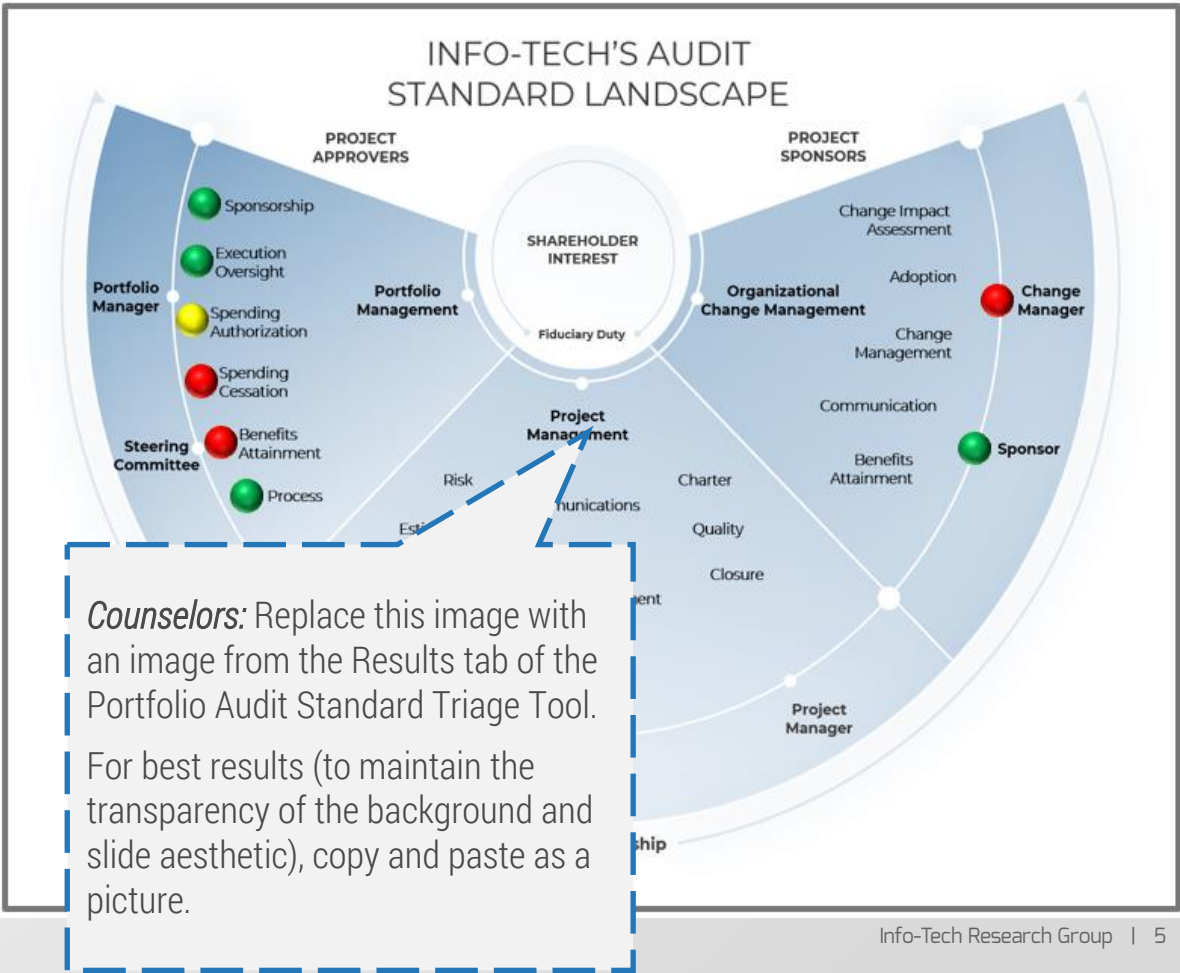 INFO-TECH'S AUDIT
STANDARD LANDSCAPE
PROJECT
APPROVERS
PROJECT
SPONSORS
SHAREHOLDER
INTEREST
Fiduciary Duty
Sponsorship
Execution
Oversight
Portfolio
Manager
Spending
Authorization
Spending
Cessation
Steering
Committee
Benefits
Attainment
Process
Portfolio
Management
Organizational
Change Management
Change Impact
Assessment
Adoption
Change
Manager
Change
Management
Communication
Benefits
Attainment
Sponsor
Project
Management
Risk
Charter
Quality
Closure
Project
Manager
Counselors: Replace this image with
an image from the Results tab of the
Portfolio Audit Standard Triage Tool.
For best results (to maintain the
transparency of the background and
slide aesthetic), copy and paste as a
picture.
Info-Tech Research Group | 5